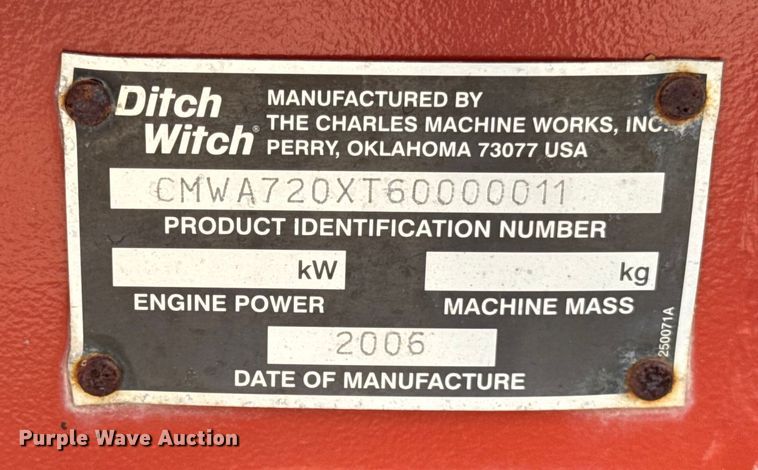 Ditch Witch®
MANUFACTURED BY
THE CHARLES MACHINE WORKS, INC.
PERRY, OKLAHOMA 73077 USA
CMWA720XT60000011
PRODUCT IDENTIFICATION NUMBER
kW
kg
ENGINE POWER
MACHINE MASS
2006
DATE OF MANUFACTURE
250071A
Purple Wave Auction